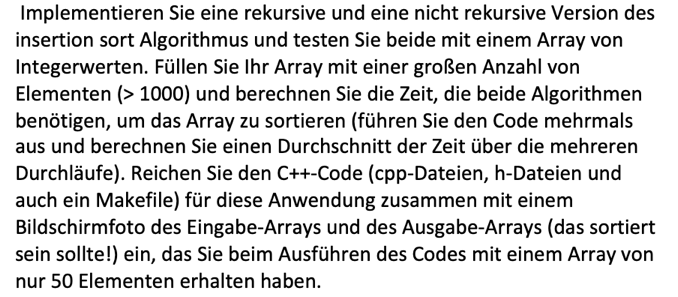 Implementieren Sie eine rekursive und eine nicht rekursive Version des
insertion sort Algorithmus und testen Sie beide mit einem Array von
Integerwerten. Füllen Sie Ihr Array mit einer großen Anzahl von
Elementen (> 1000) und berechnen Sie die Zeit, die beide Algorithmen
benötigen, um das Array zu sortieren (führen Sie den Code mehrmals
aus und berechnen Sie einen Durchschnitt der Zeit über die mehreren
Durchläufe). Reichen Sie den C++-Code (cpp-Dateien, h-Dateien und
auch ein Makefile) für diese Anwendung zusammen mit einem
Bildschirmfoto des Eingabe-Arrays und des Ausgabe-Arrays (das sortiert
sein sollte!) ein, das Sie beim Ausführen des Codes mit einem Array von
nur 50 Elementen erhalten haben.